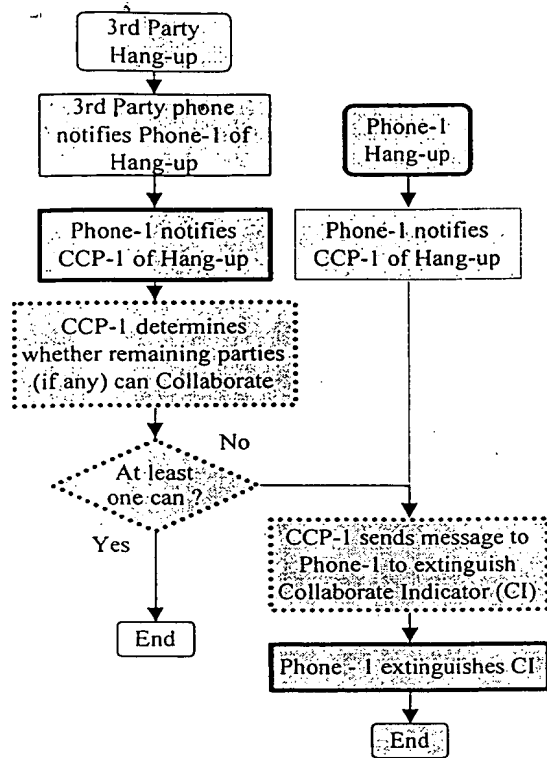 3rd Party
Hang-up
3rd Party phone
notifies Phone-1 of
Hang-up
Phone-1 notifies
CCP-1 of Hang-up
CCP-1 determines
whether remaining parties
(if any) can Collaborate
At least
one can ?
No
Yes
End
Phone-1
Hang-up
Phone-1 notifies
CCP-1 of Hang-up
CCP-1 sends message to
Phone-1 to extinguish
Collaborate Indicator (CI)
Phone - 1 extinguishes CI
End